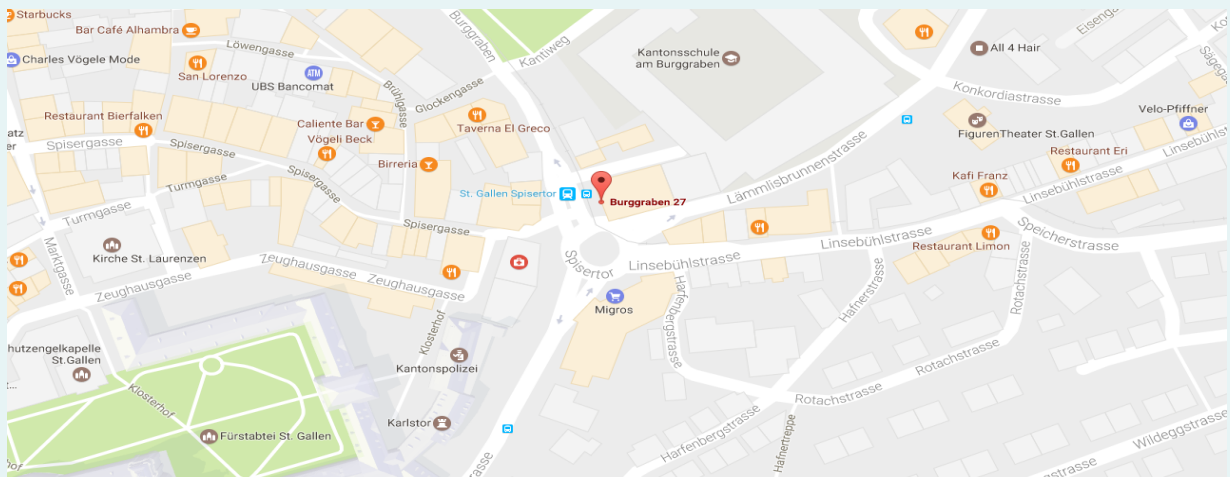 Starbucks
Bar Café Alhambra
Löwengasse
Burggraben
Kantiweg
Kantonsschule
am Burggraben
All 4 Hair
Charles Vögele Mode
San Lorenzo
UBS Bancomat
ATM
Brühlgasse
Glockengasse
Konkordiastrasse
Velo-Pfiffner
Restaurant Bierfalken
Caliente Bar
Vögeli Beck
Taverna El Greco
FigurenTheater St.Gallen
Spisergasse
Spisergasse
Birreria
Restaurant Eri
Kafi Franz
Linsebühlstrasse
Turmgasse
Spisergasse
St. Gallen Spisertor
Burggraben 27
Lämmlisbrunnenstrasse
Turmgasse
Spisergasse
Linsebühlstrasse
Speicherstrasse
Restaurant Limon
Marktgasse
Kirche St. Laurenzen
Zeughausgasse
Zeughausgasse
Spisertor
Linsebühlstrasse
Migros
Harfenbergstrasse
Hafnerstrasse
Rotachstrasse
hutzengelkapelle
St.Gallen
Klosterhof
Kantonspolizei
Rotachstrasse
Klosterhof
Rotachstrasse
Karlstor
Fürstabtei St. Gallen
Harfenbergstrasse
Hafnertreppe
Wildeggstrasse